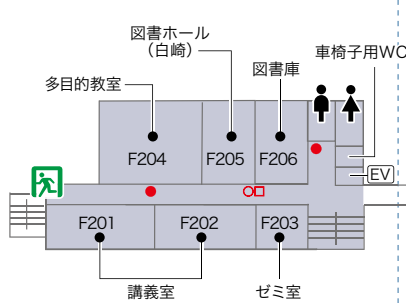 図書ホール
（白崎）
車椅子用WC
図書庫
多目的教室
F204
F205
F206
EV
F201
F202
F203
講義室
ゼミ室